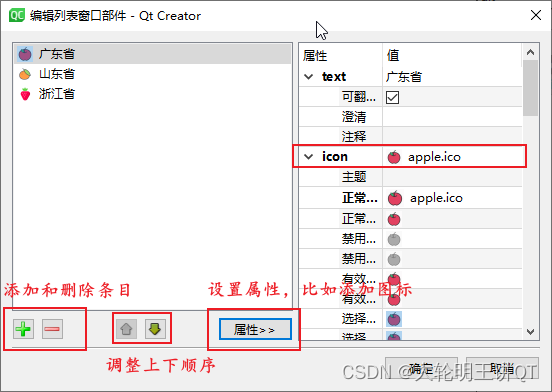 QC 编辑列表窗口部件 - Qt Creator
广东省
山东省
浙江省
属性 值
text 广东省
可翻...
澄清
注释
icon apple.ico
主题
正常... apple.ico
正常...
禁用...
禁用...
有效...
有效...
选择...
选择...
添加和删除条目
设置属性，比如添加图标
属性>>
调整上下顺序
确定 取消
CSDN @大轮明王讲QT